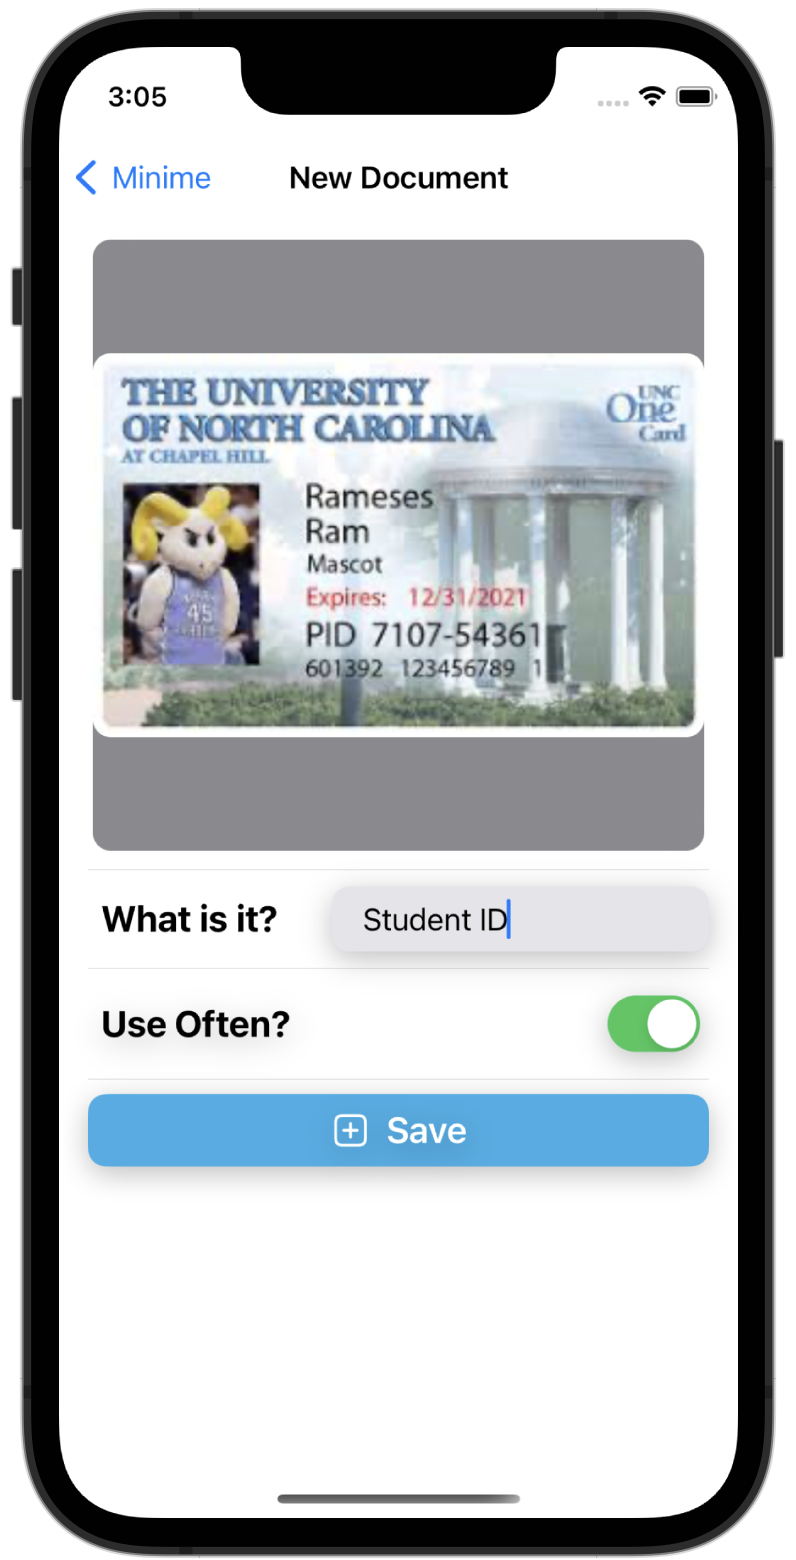 3:05
Minime
New Document
THE UNIVERSITY
OF NORTH CAROLINA
AT CHAPEL HILL
UNC
One
Card
Rameses
Ram
Mascot
Expires: 12/31/2021
PID 7107-54361
601392 123456789 1
45
What is it?
Student ID
Use Often?
Save